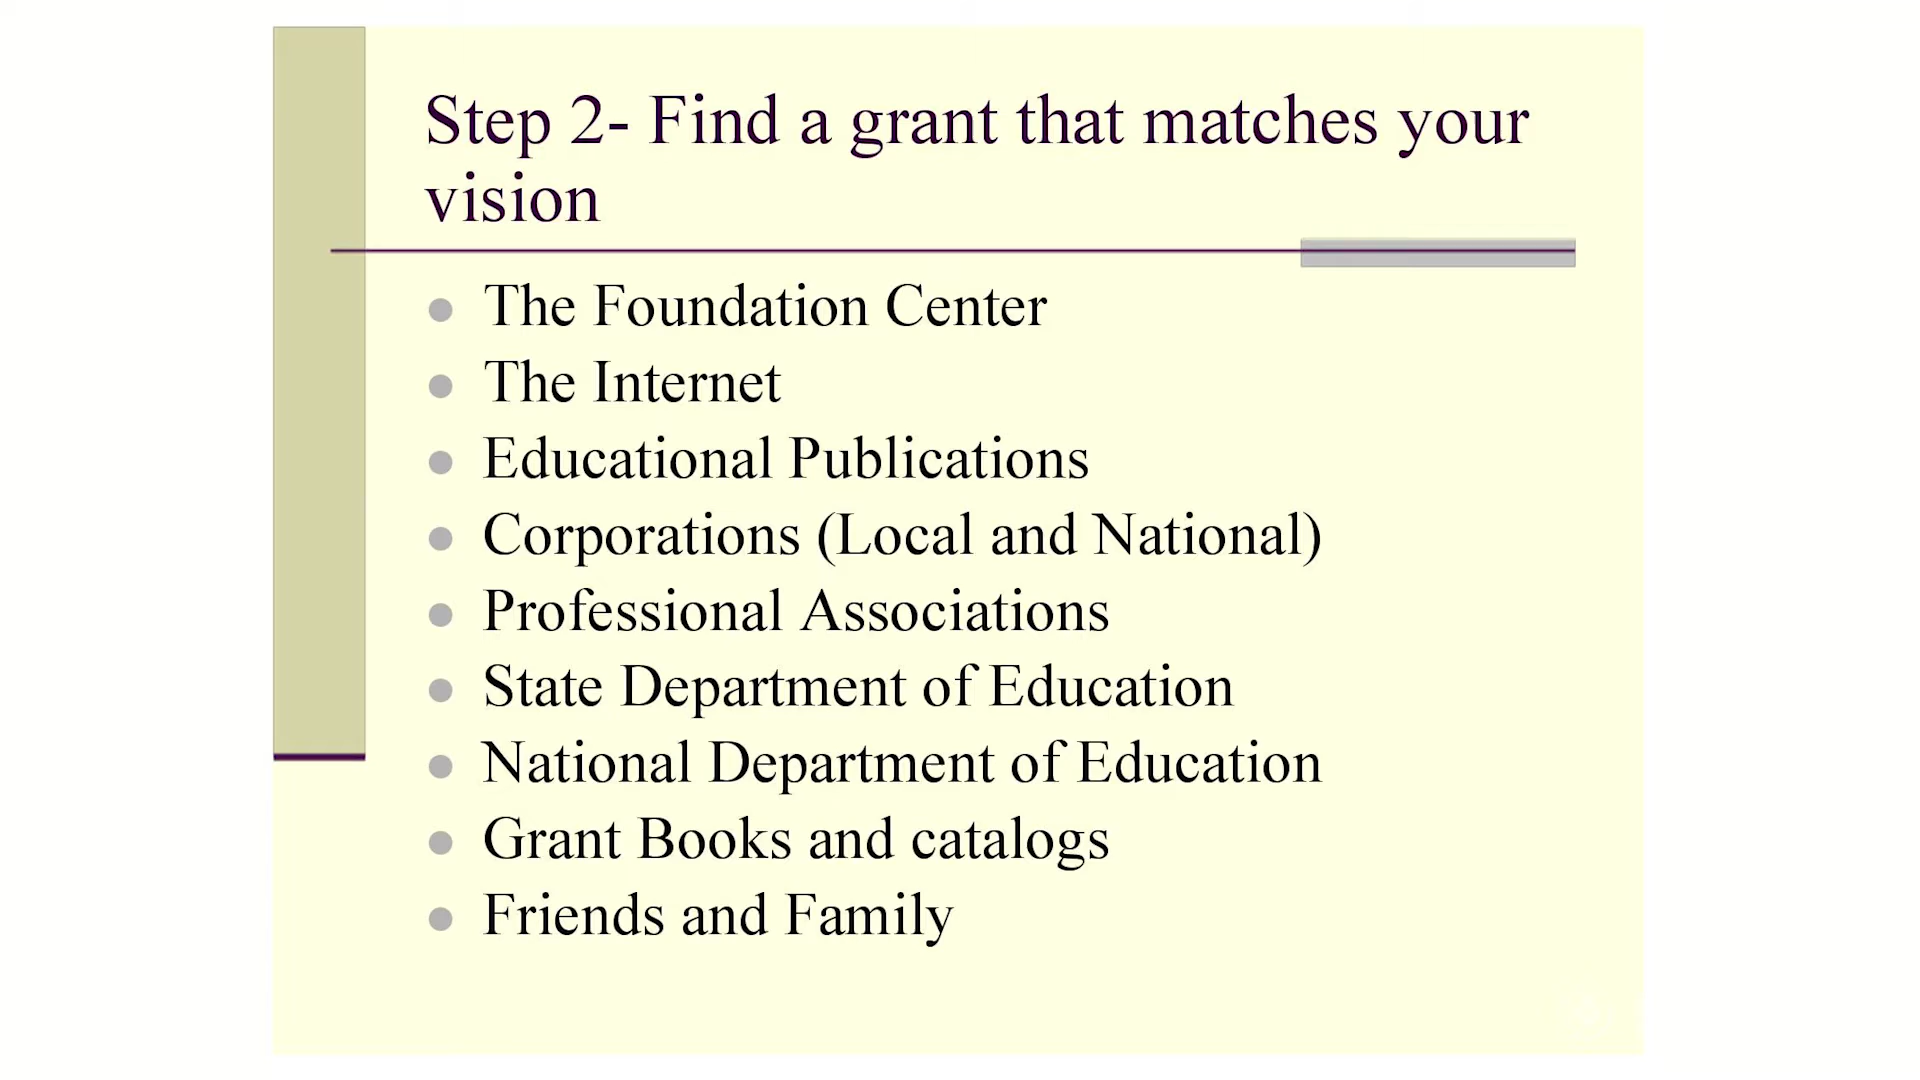 Step 2- Find a grant that matches your
vision
The Foundation Center
The Internet
Educational Publications
Corporations (Local and National)
Professional Associations
State Department of Education
National Department of Education
Grant Books and catalogs
Friends and Family